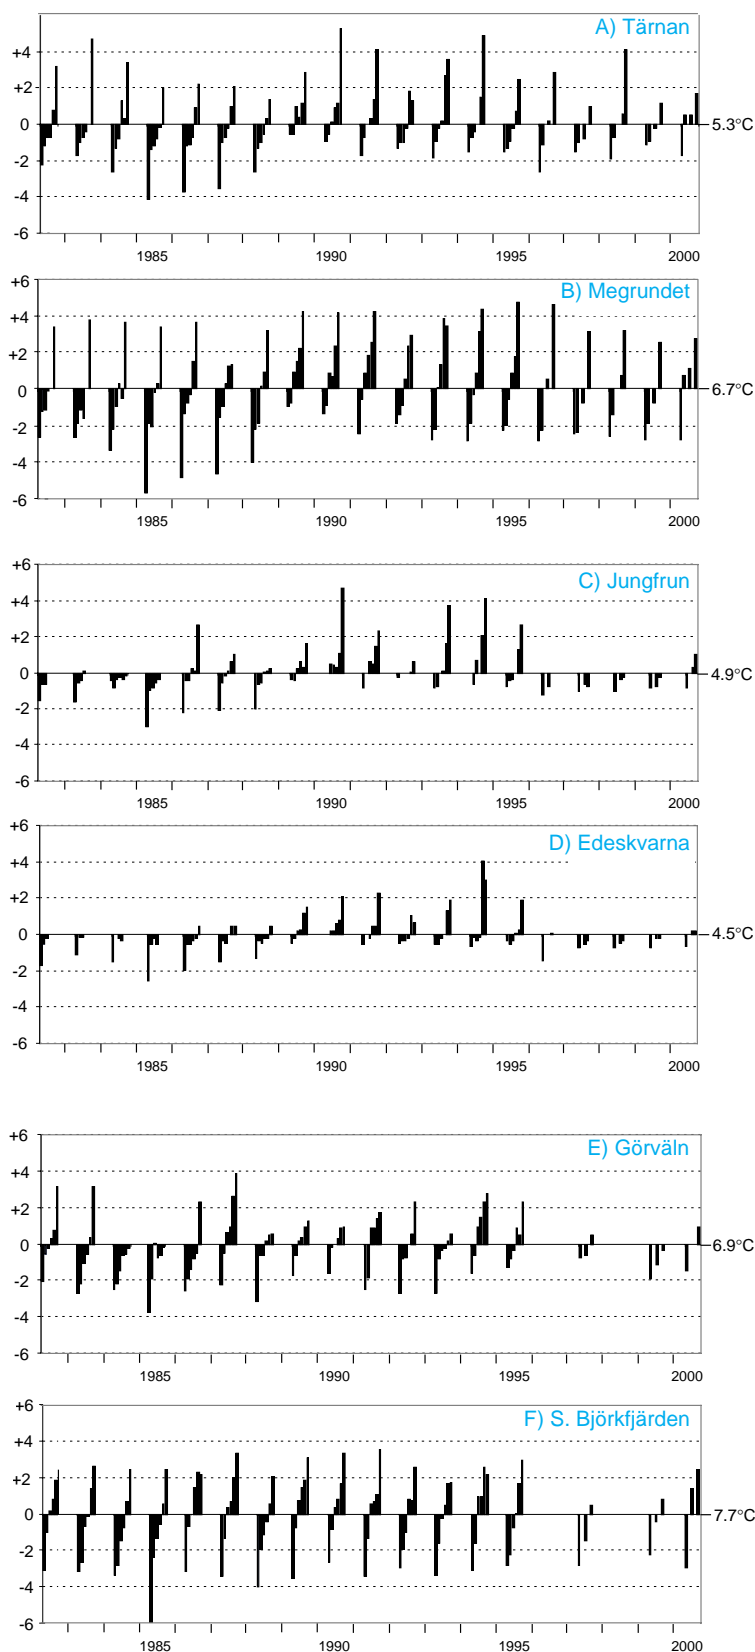 A) Tärnan
+4
+2
0
-2
-4
-6
5.3°C
1985 1990 1995 2000
+6
B) Megrundet
+4
+2
0
-2
-4
-6
6.7°C
1985 1990 1995 2000
+6
C) Jungfrun
+4
+2
0
-2
-4
-6
4.9°C
1985 1990 1995 2000
+6
D) Edeskvarna
+4
+2
0
-2
-4
-6
4.5°C
1985 1990 1995 2000
+6
E) Görväln
+4
+2
0
-2
-4
-6
6.9°C
1985 1990 1995 2000
+6
F) S. Björkfjärden
+4
+2
0
-2
-4
-6
7.7°C
1985 1990 1995 2000